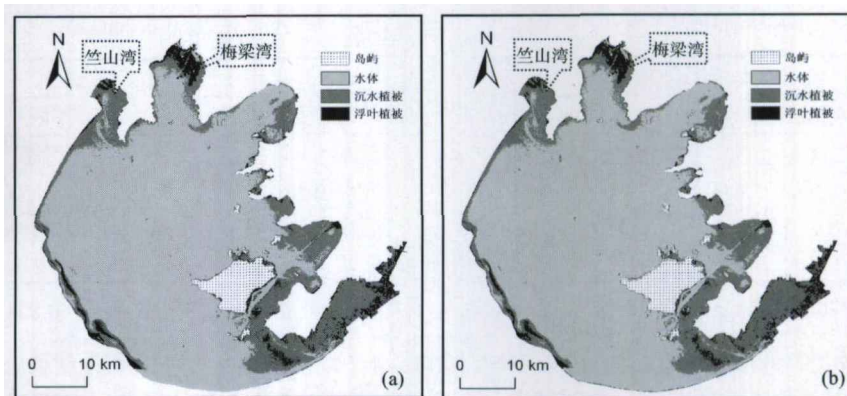 N
竺山湾
梅梁湾
岛屿
水体
沉水植被
浮叶植被
0 10 km
(a)
N
竺山湾
梅梁湾
岛屿
水体
沉水植被
浮叶植被
0 10 km
(b)